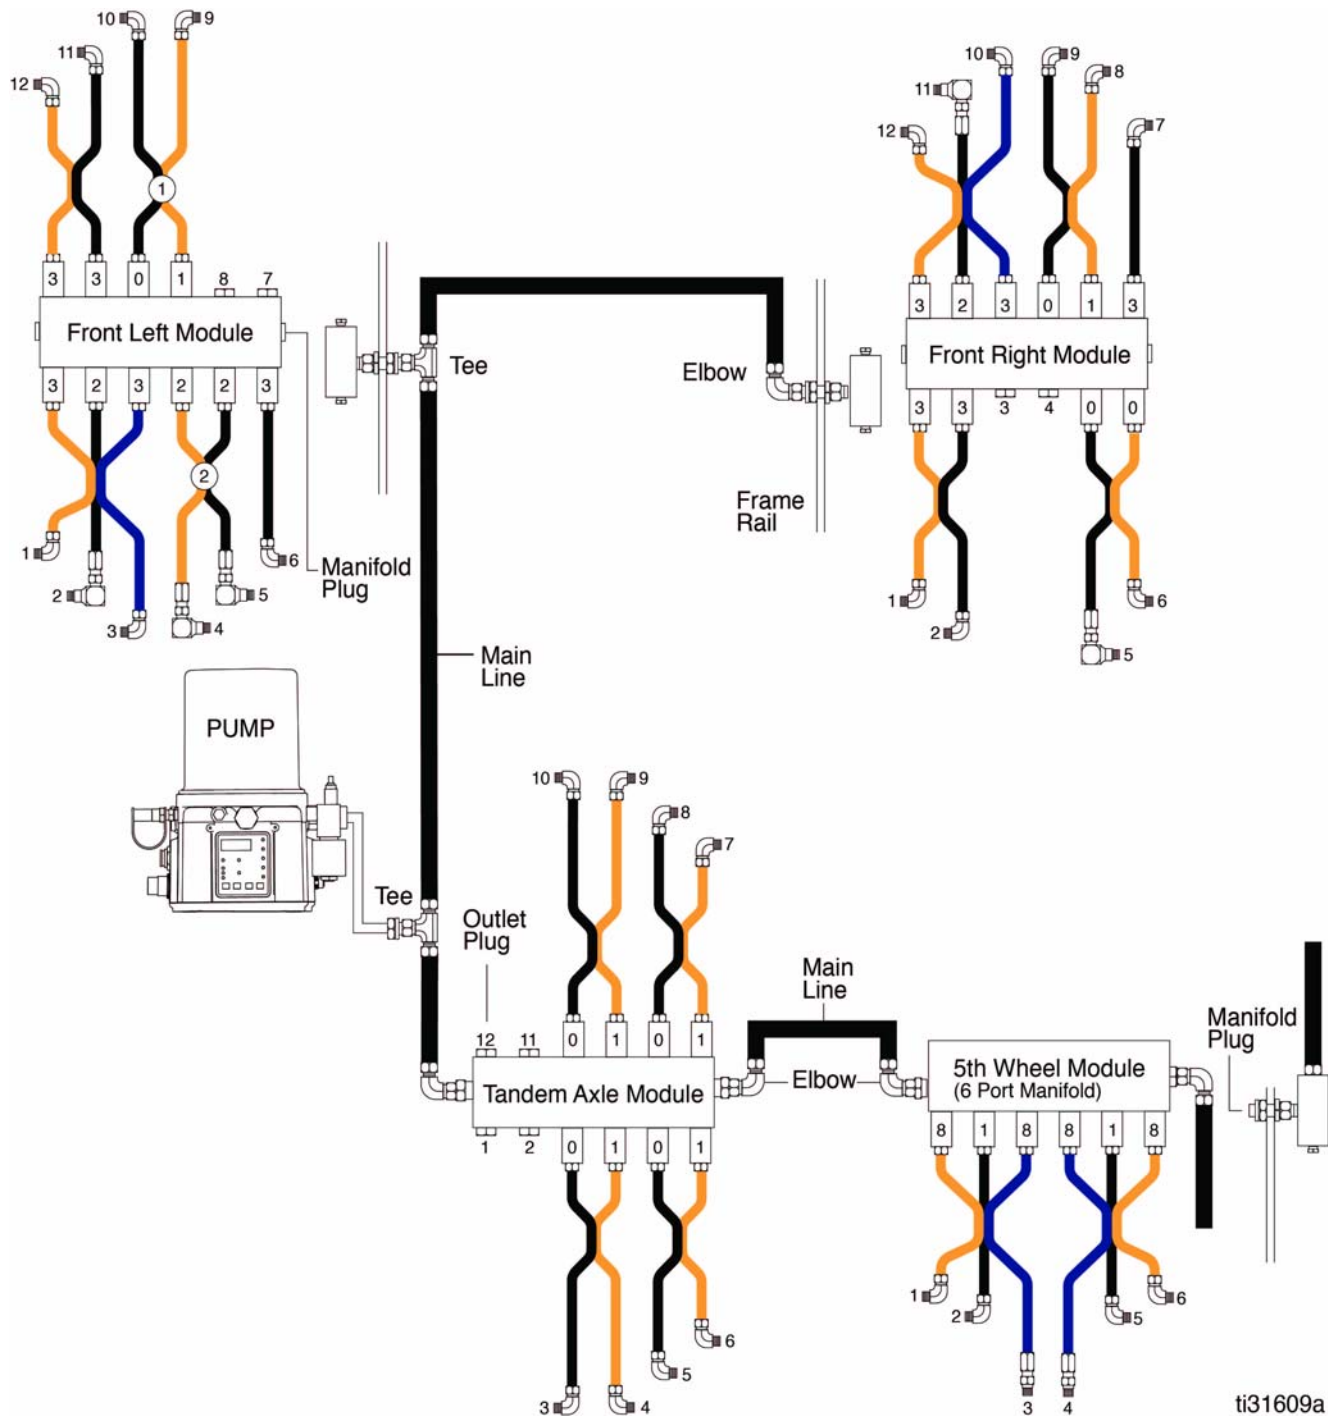 10 9
11
12
1
3 3 0 1 8 7
Front Left Module
3 2 3 2 2 3
2
1
6
2
5
3
4
Manifold
Plug
Tee
Elbow
10 9
8
11
12
7
3 2 3 0 1 3
Front Right Module
3 3 3 4 0 0
1
6
2
5
Frame
Rail
Main
Line
PUMP
Tee
Outlet
Plug
10 9
8
7
12 11 0 1 0 1
Tandem Axle Module
1 2 0 1 0 1
6
5
3 4
Main
Line
Elbow
5th Wheel Module
(6 Port Manifold)
8 1 8 8 1 8
1
6
2
5
3 4
Manifold
Plug
ti31609a